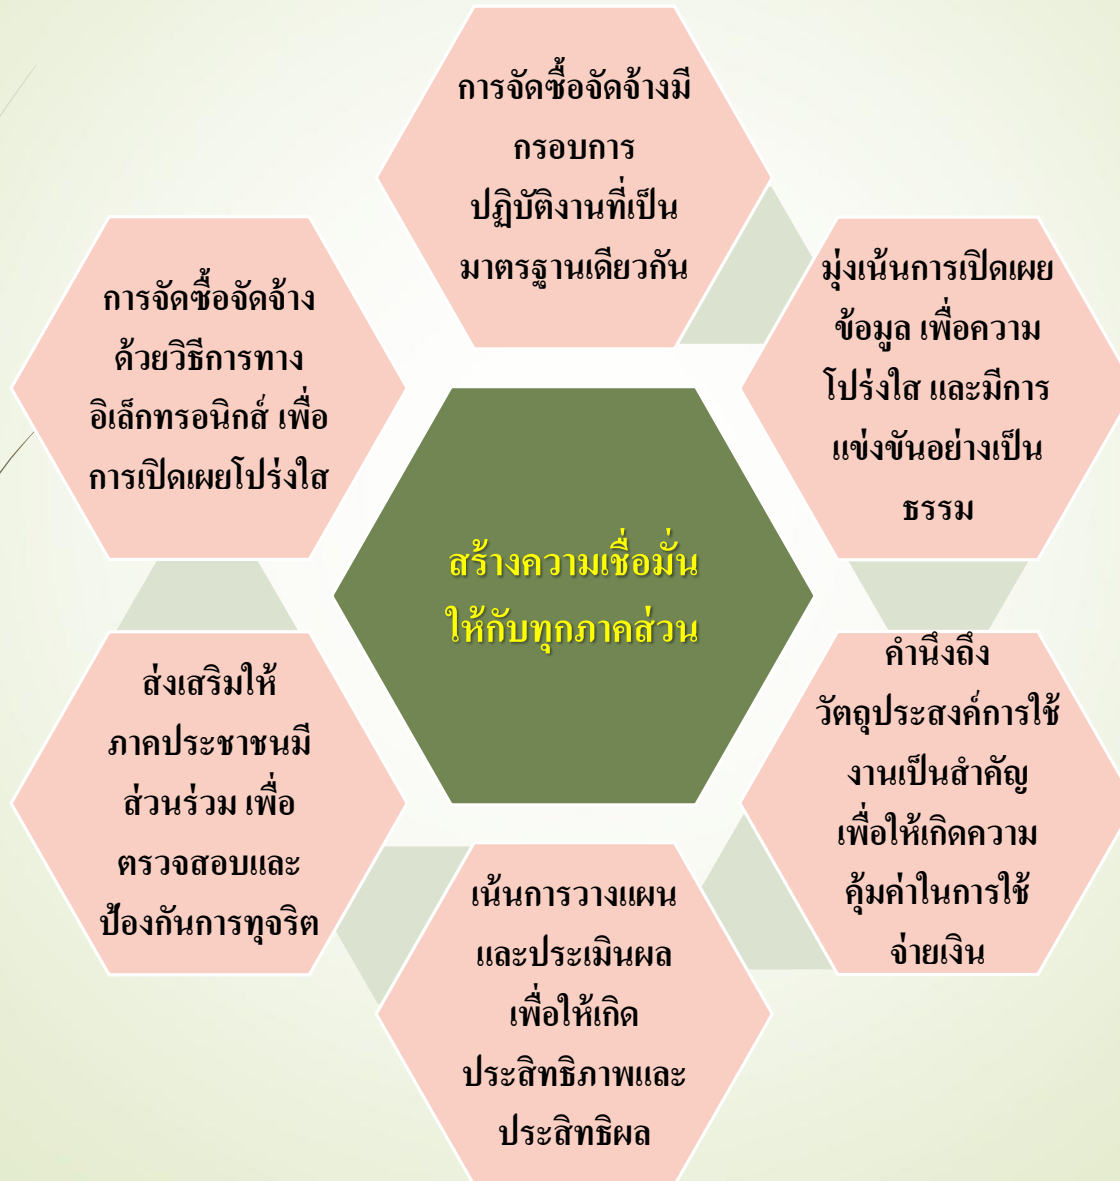 การจัดซื้อจัดจ้างมี
กรอบการ
ปฏิบัติงานที่เป็น
มาตรฐานเดียวกัน
มุ่งเน้นการเปิดเผย
ข้อมูล เพื่อความ
โปร่งใส และมีการ
แข่งขันอย่างเป็น
ธรรม
คำนึงถึง
วัตถุประสงค์การใช้
งานเป็นสำคัญ
เพื่อให้เกิดความ
คุ้มค่าในการใช้
จ่ายเงิน
เน้นการวางแผน
และประเมินผล
เพื่อให้เกิด
ประสิทธิภาพและ
ประสิทธิผล
ส่งเสริมให้
ภาคประชาชนมี
ส่วนร่วม เพื่อ
ตรวจสอบและ
ป้องกันการทุจริต
การจัดซื้อจัดจ้าง
ด้วยวิธีการทาง
อิเล็กทรอนิกส์ เพื่อ
การเปิดเผยโปร่งใส
สร้างความเชื่อมั่น
ให้กับทุกภาคส่วน